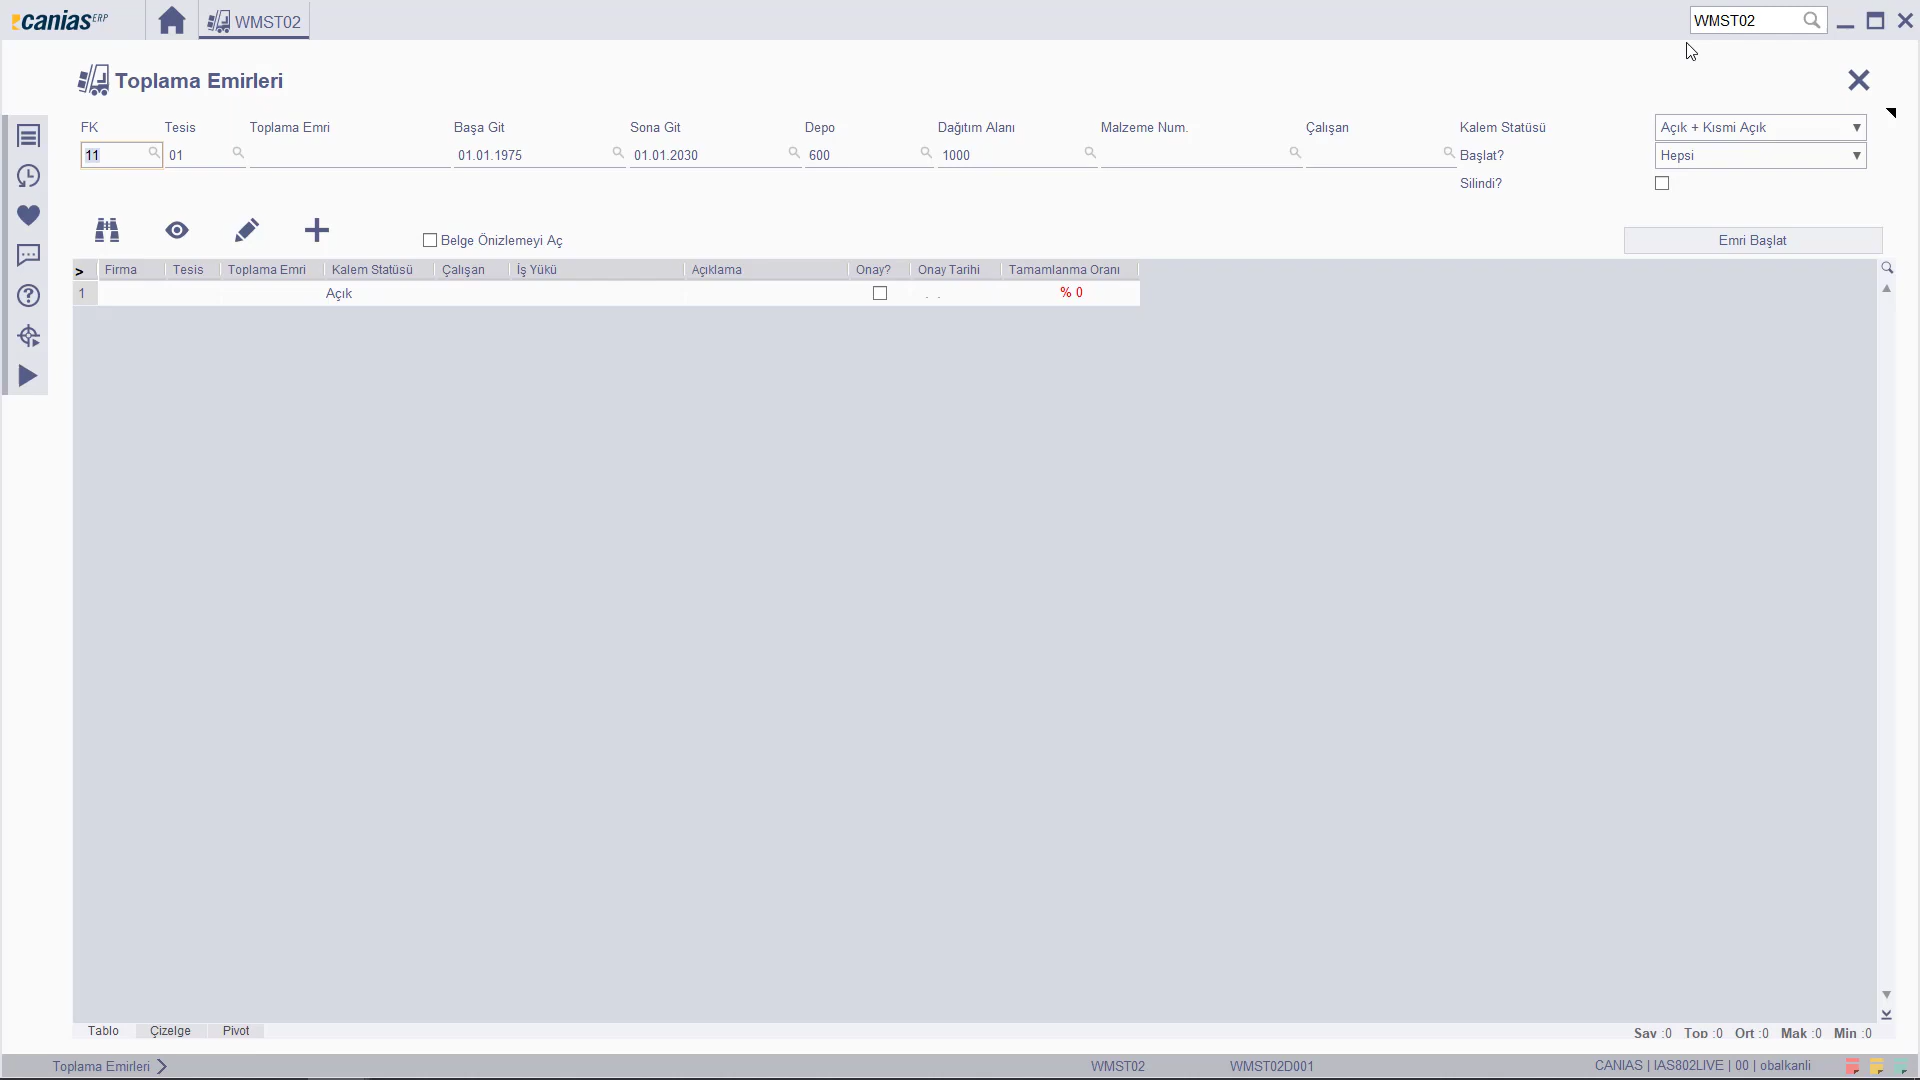 canias ERP
WMST02
WMST02
Toplama Emirleri
FK Tesis Toplama Emri Başa Git Sona Git Depo Dağıtım Alanı Malzeme Num. Çalışan Kalem Statüsü Açık + Kısmi Açık
11 01 01.01.1975 01.01.2030 600 1000 Başlat? Hepsi
Silindi?
Belge Önizlemeyi Aç
Emri Başlat
> Firma Tesis Toplama Emri Kalem Statüsü Çalışan İş Yükü Açıklama Onay? Onay Tarihi Tamamlanma Oranı
1 Açık . . % 0
Tablo Çizelge Pivot
Say :0 Top :0 Ort :0 Mak :0 Min :0
Toplama Emirleri WMST02 WMST02D001 CANIAS | IAS802LIVE | 00 | obalkanli